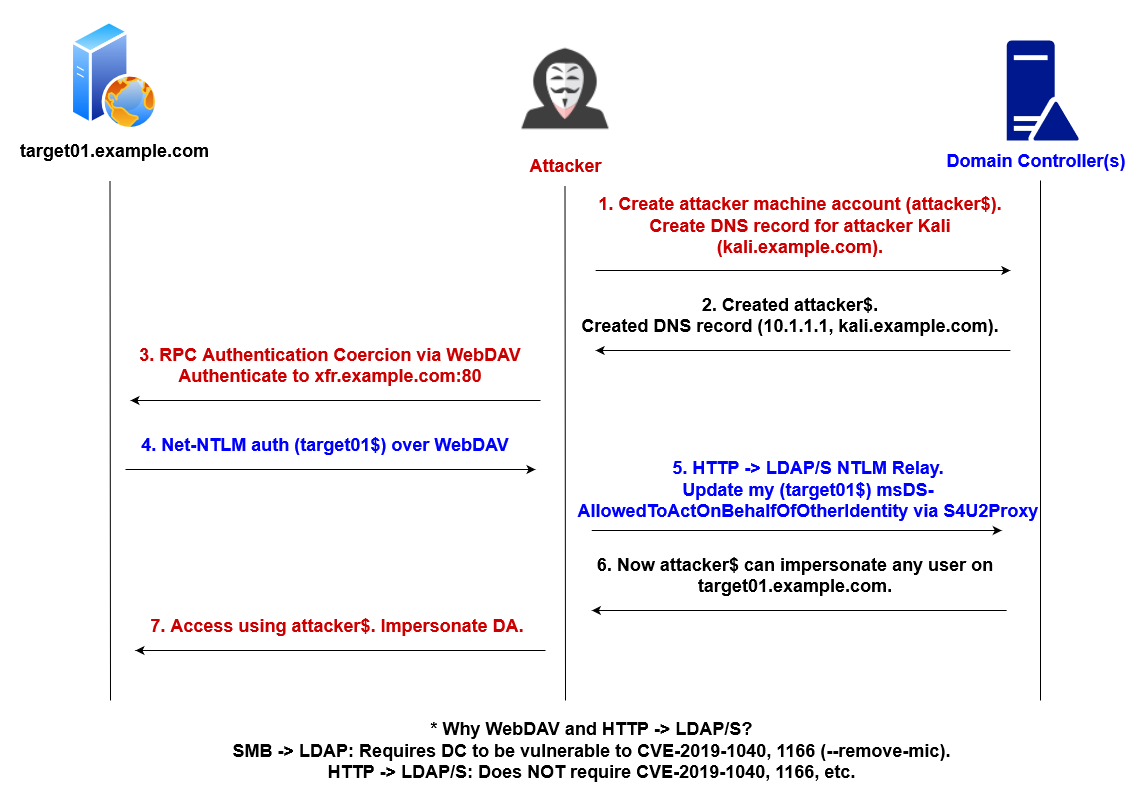 target01.example.com
Attacker
Domain Controller(s)
1. Create attacker machine account (attacker$).
Create DNS record for attacker Kali
(kali.example.com).
2. Created attacker$.
Created DNS record (10.1.1.1, kali.example.com).
3. RPC Authentication Coercion via WebDAV
Authenticate to xfr.example.com:80
4. Net-NTLM auth (target01$) over WebDAV
5. HTTP -> LDAP/S NTLM Relay.
Update my (target01$) msDS-
AllowedToActOnBehalfOfOtherIdentity via S4U2Proxy
6. Now attacker$ can impersonate any user on
target01.example.com.
7. Access using attacker$. Impersonate DA.
* Why WebDAV and HTTP -> LDAP/S?
SMB -> LDAP: Requires DC to be vulnerable to CVE-2019-1040, 1166 (--remove-mic).
HTTP -> LDAP/S: Does NOT require CVE-2019-1040, 1166, etc.